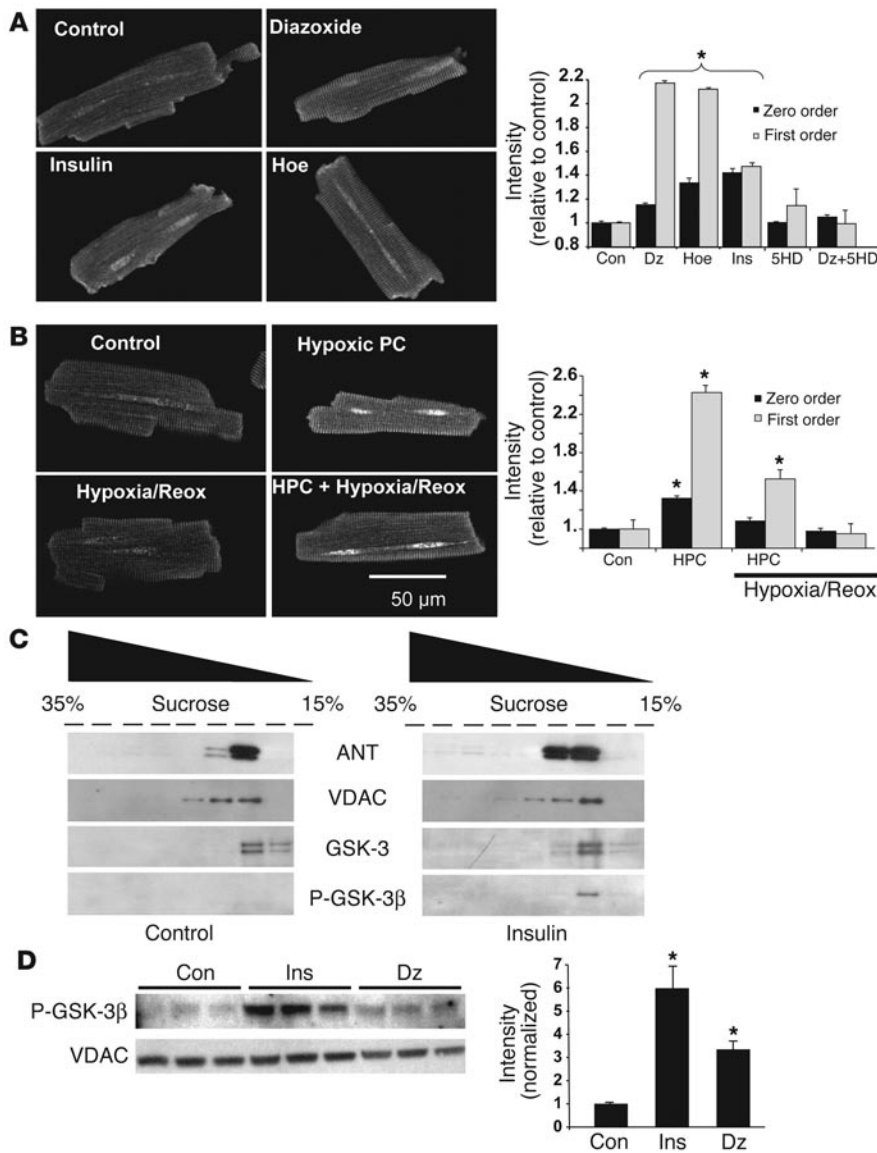 A
Control
Diazoxide
Insulin
Hoe
Intensity
(relative to control)
2.2
1.8
1.4
1.2
1
0.8
*
Zero order
First order
Con Dz Hoe Ins 5HD Dz+5HD
B
Control
Hypoxic PC
Hypoxia/Reox
HPC + Hypoxia/Reox
50 µm
Intensity
(relative to control)
2.6
2.2
1.8
1.4
1.
*
*
*
Zero order
First order
Con HPC HPC
Hypoxia/Reox
C
35% Sucrose 15%
35% Sucrose 15%
ANT
VDAC
GSK-3
P-GSK-3β
Control
Insulin
D
Con Ins Dz
P-GSK-3β
VDAC
Intensity
(normalized)
7
6
5
4
3
2
1
0
*
*
Con Ins Dz